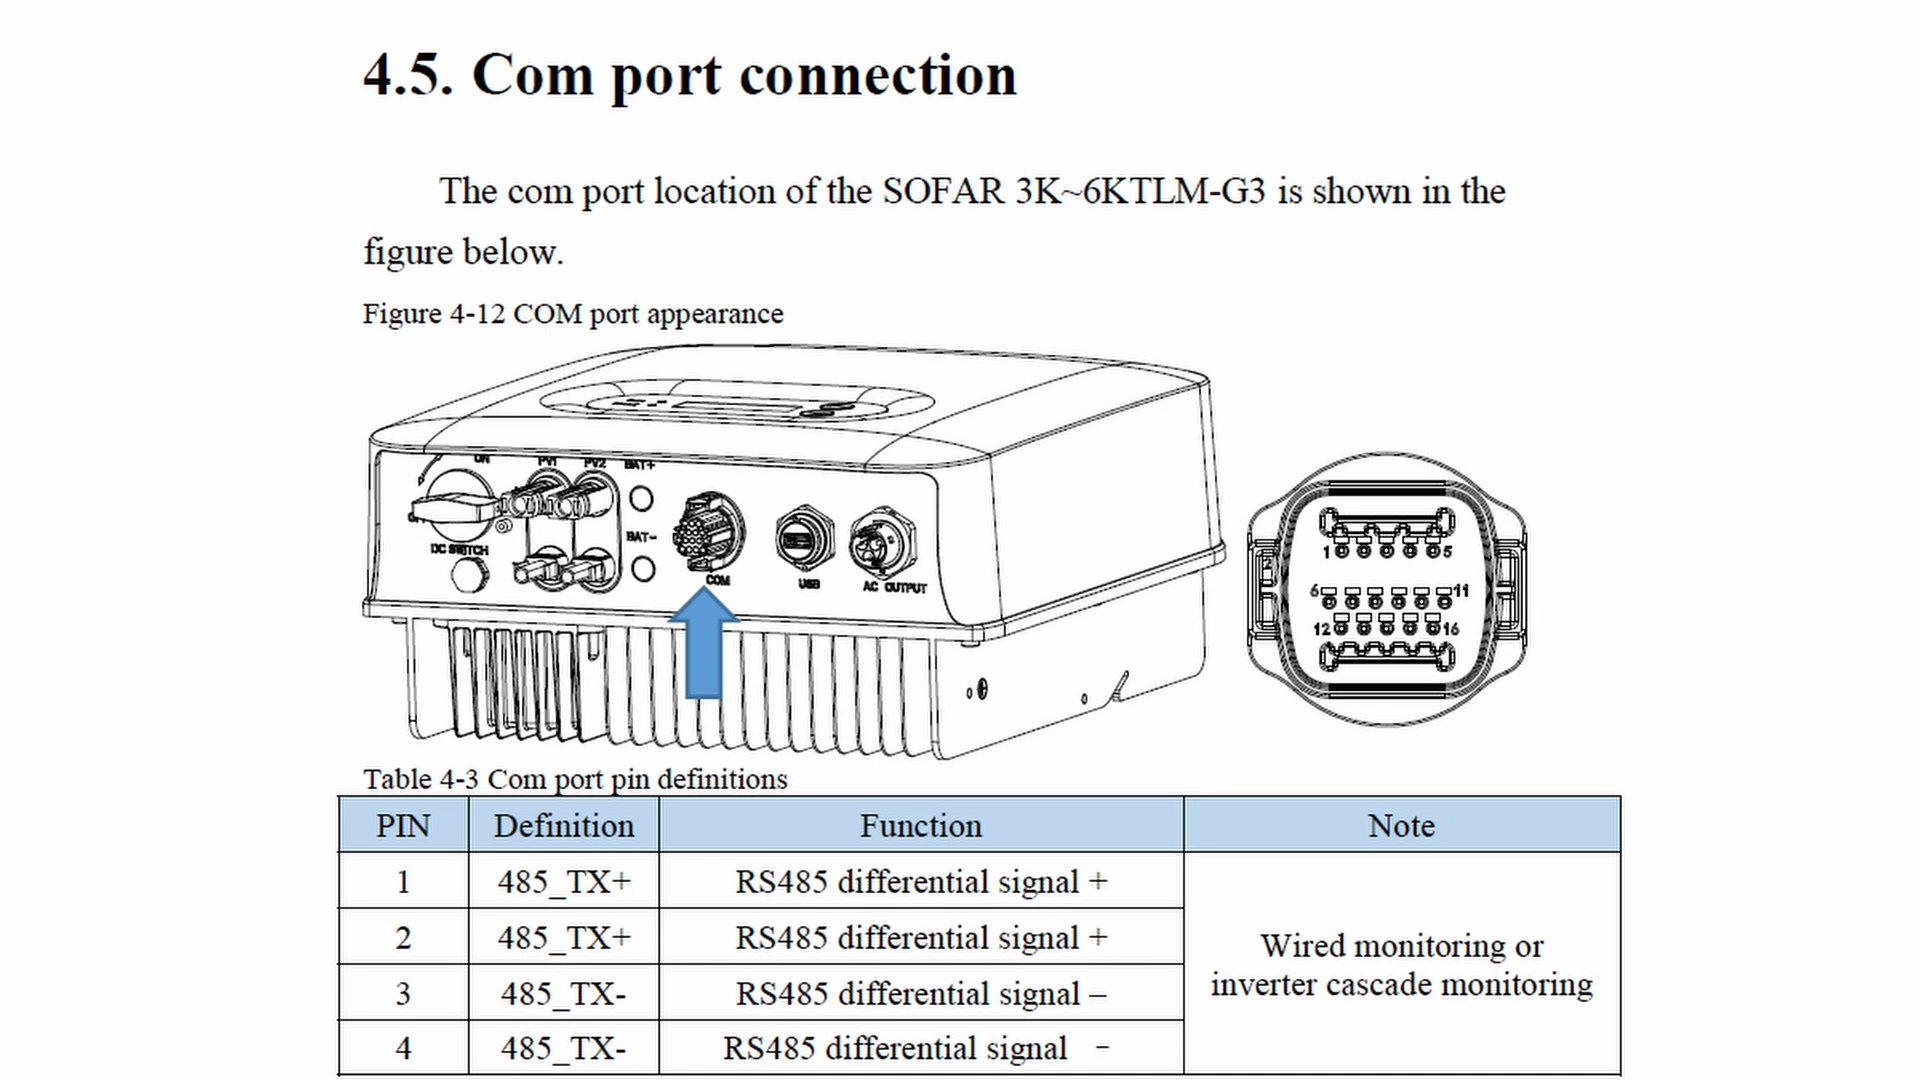 4.5. Com port connection
The com port location of the SOFAR 3K~6KTLM-G3 is shown in the
figure below.
Figure 4-12 COM port appearance
ON PV1 PV2 BAT+
BAT-
DC SWITCH
COM USB AC OUTPUT
1 5
6 11
12 16
Table 4-3 Com port pin definitions
PIN Definition Function Note
1 485_TX+ RS485 differential signal +
2 485_TX+ RS485 differential signal +
Wired monitoring or
inverter cascade monitoring
3 485_TX- RS485 differential signal –
4 485_TX- RS485 differential signal −